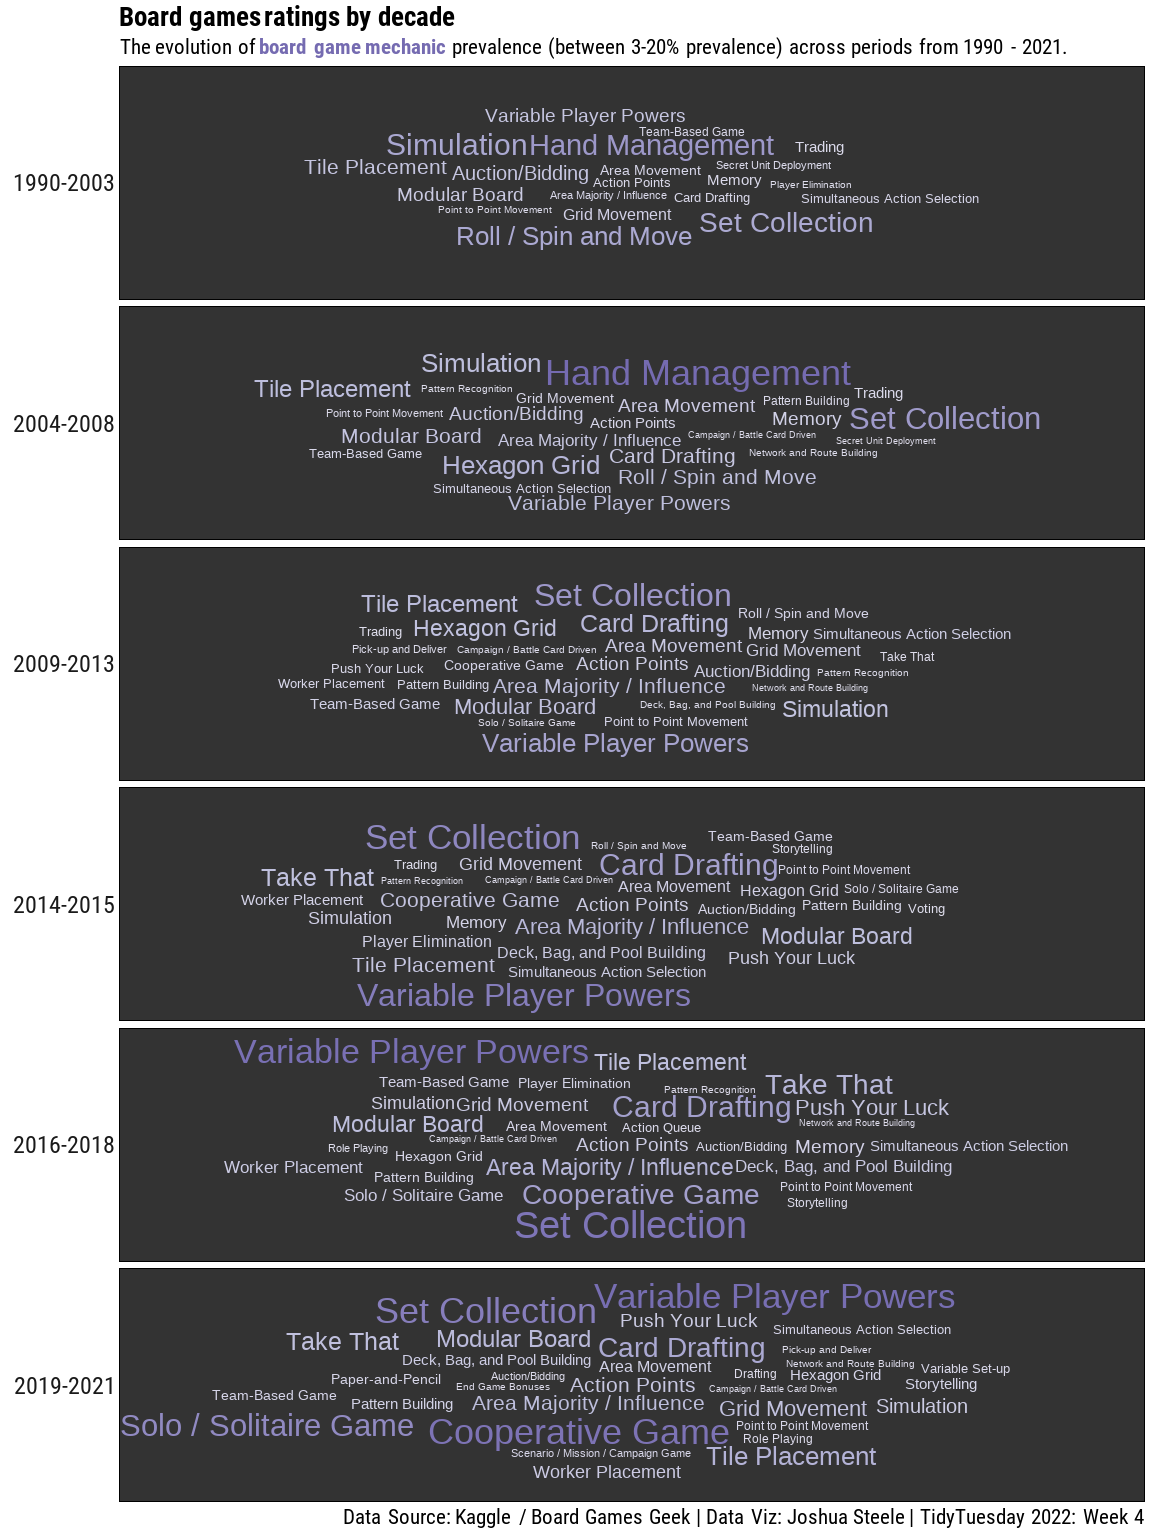 Board games ratings by decade
The evolution of board game mechanic prevalence (between 3-20% prevalence) across periods from 1990 - 2021.
1990-2003
Variable Player Powers
Team-Based Game
Simulation Hand Management Trading
Tile Placement Auction/Bidding Area Movement Secret Unit Deployment
Action Points Memory Player Elimination
Modular Board Area Majority / Influence Card Drafting Simultaneous Action Selection
Point to Point Movement Grid Movement Set Collection
Roll / Spin and Move
2004-2008
Simulation Hand Management
Tile Placement Pattern Recognition Grid Movement Pattern Building Trading
Point to Point Movement Auction/Bidding Area Movement Memory Set Collection
Action Points
Modular Board Area Majority / Influence Campaign / Battle Card Driven Secret Unit Deployment
Team-Based Game Hexagon Grid Card Drafting Network and Route Building
Roll / Spin and Move
Simultaneous Action Selection
Variable Player Powers
2009-2013
Tile Placement Set Collection
Roll / Spin and Move
Trading Hexagon Grid Card Drafting Memory Simultaneous Action Selection
Pick-up and Deliver Campaign / Battle Card Driven Area Movement Grid Movement Take That
Push Your Luck Cooperative Game Action Points Auction/Bidding Pattern Recognition
Worker Placement Pattern Building Area Majority / Influence Network and Route Building
Team-Based Game Modular Board Deck, Bag, and Pool Building Simulation
Solo / Solitaire Game Point to Point Movement
Variable Player Powers
2014-2015
Set Collection Roll / Spin and Move Team-Based Game
Storytelling
Trading Grid Movement Card Drafting Point to Point Movement
Take That Pattern Recognition Campaign / Battle Card Driven Area Movement Hexagon Grid Solo / Solitaire Game
Worker Placement Cooperative Game Action Points Auction/Bidding Pattern Building Voting
Simulation Memory Area Majority / Influence
Player Elimination Modular Board
Deck, Bag, and Pool Building Push Your Luck
Tile Placement Simultaneous Action Selection
Variable Player Powers
2016-2018
Variable Player Powers Tile Placement
Team-Based Game Player Elimination Pattern Recognition Take That
Simulation Grid Movement Card Drafting Push Your Luck
Modular Board Area Movement Action Queue Network and Route Building
Campaign / Battle Card Driven
Role Playing Hexagon Grid Action Points Auction/Bidding Memory Simultaneous Action Selection
Worker Placement Area Majority / Influence Deck, Bag, and Pool Building
Pattern Building
Solo / Solitaire Game Cooperative Game Point to Point Movement
Storytelling
Set Collection
2019-2021
Variable Player Powers
Set Collection Push Your Luck
Simultaneous Action Selection
Take That Modular Board Card Drafting Pick-up and Deliver
Deck, Bag, and Pool Building Area Movement Network and Route Building Variable Set-up
Paper-and-Pencil Auction/Bidding Drafting Hexagon Grid
End Game Bonuses Action Points Campaign / Battle Card Driven Storytelling
Team-Based Game Pattern Building Area Majority / Influence Grid Movement Simulation
Solo / Solitaire Game Cooperative Game Point to Point Movement
Role Playing
Scenario / Mission / Campaign Game Tile Placement
Worker Placement
Data Source: Kaggle / Board Games Geek | Data Viz: Joshua Steele | TidyTuesday 2022: Week 4